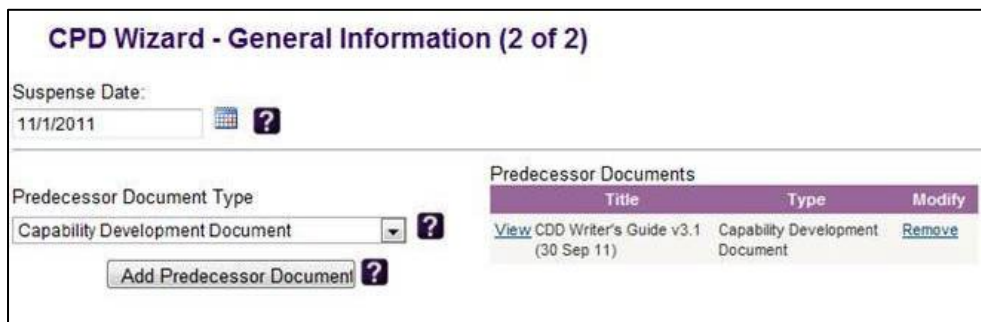 CPD Wizard - General Information (2 of 2)
Suspense Date:
11/1/2011
?
Predecessor Document Type
Capability Development Document
?
Add Predecessor Document
?
Predecessor Documents
Title Type Modify
View CDD Writer's Guide v3.1 Capability Development Remove
(30 Sep 11) Document